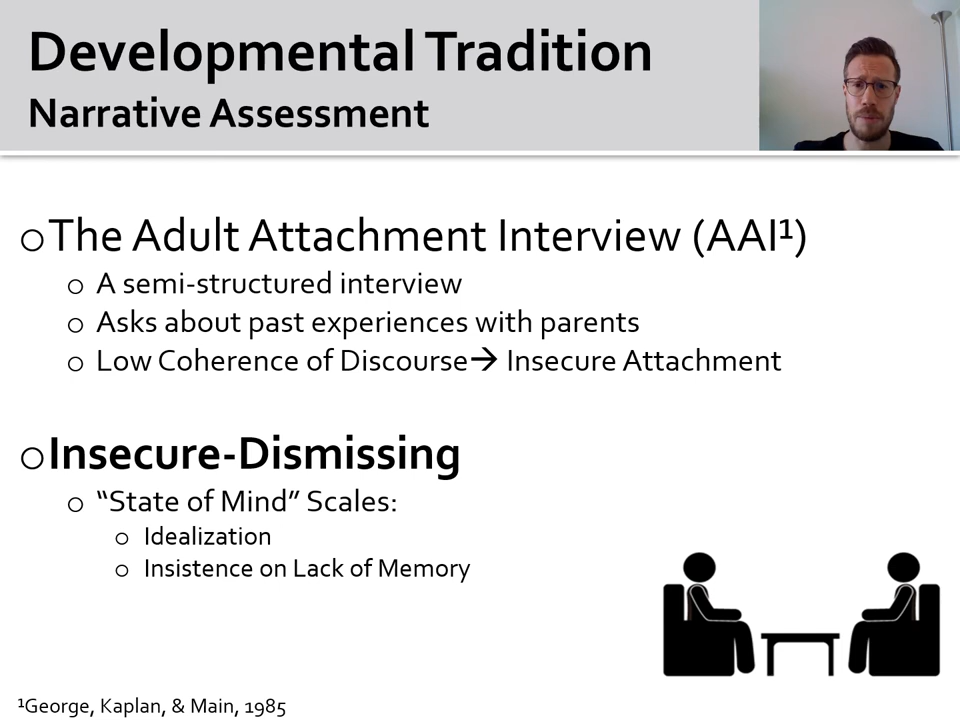 Developmental Tradition
Narrative Assessment
o The Adult Attachment Interview (AAI¹)
o A semi-structured interview
o Asks about past experiences with parents
o Low Coherence of Discourse→ Insecure Attachment
o Insecure-Dismissing
o “State of Mind” Scales:
o Idealization
o Insistence on Lack of Memory
¹George, Kaplan, & Main, 1985